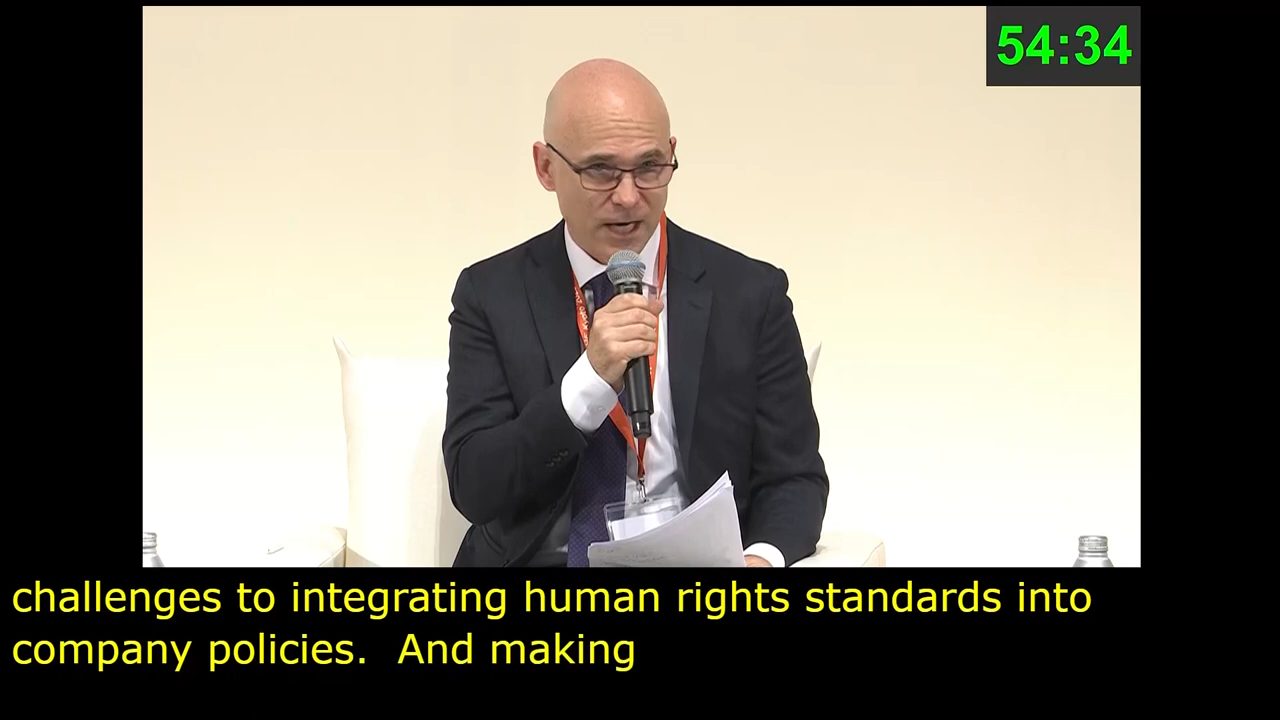 54:34
challenges to integrating human rights standards into
company policies.  And making